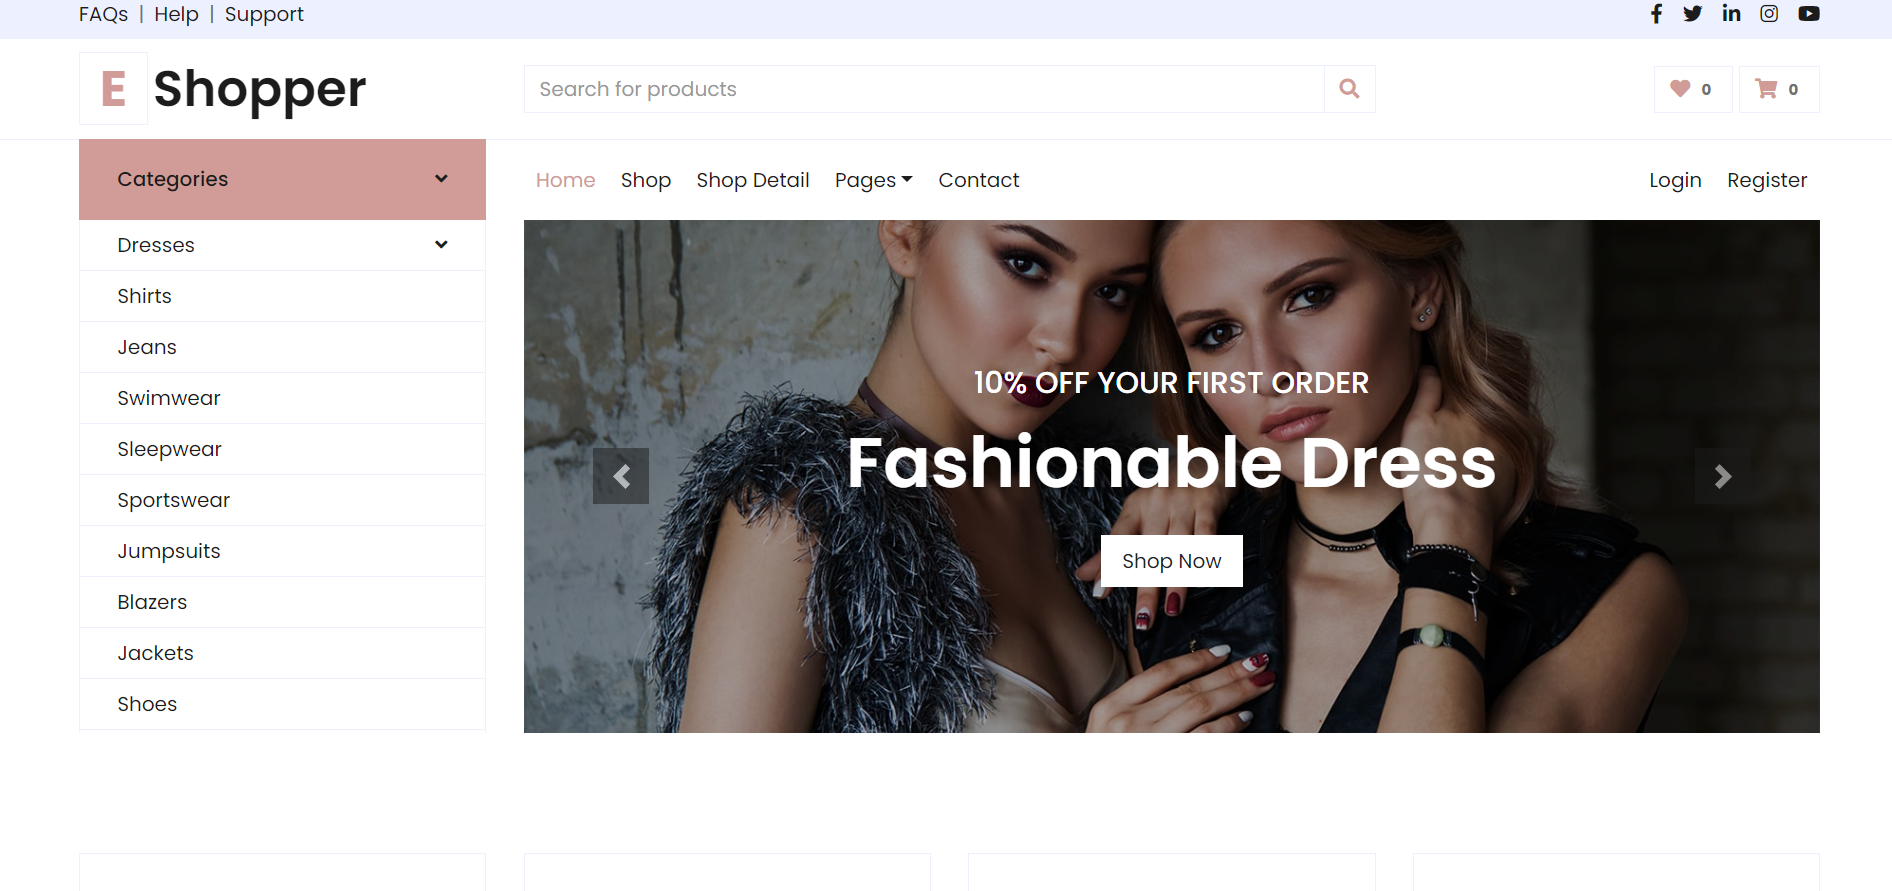 FAQs | Help | Support
E Shopper
Search for products
0
0
Categories
Home Shop Shop Detail Pages Contact
Login Register
Dresses
Shirts
Jeans
Swimwear
Sleepwear
Sportswear
Jumpsuits
Blazers
Jackets
Shoes
10% OFF YOUR FIRST ORDER
Fashionable Dress
Shop Now